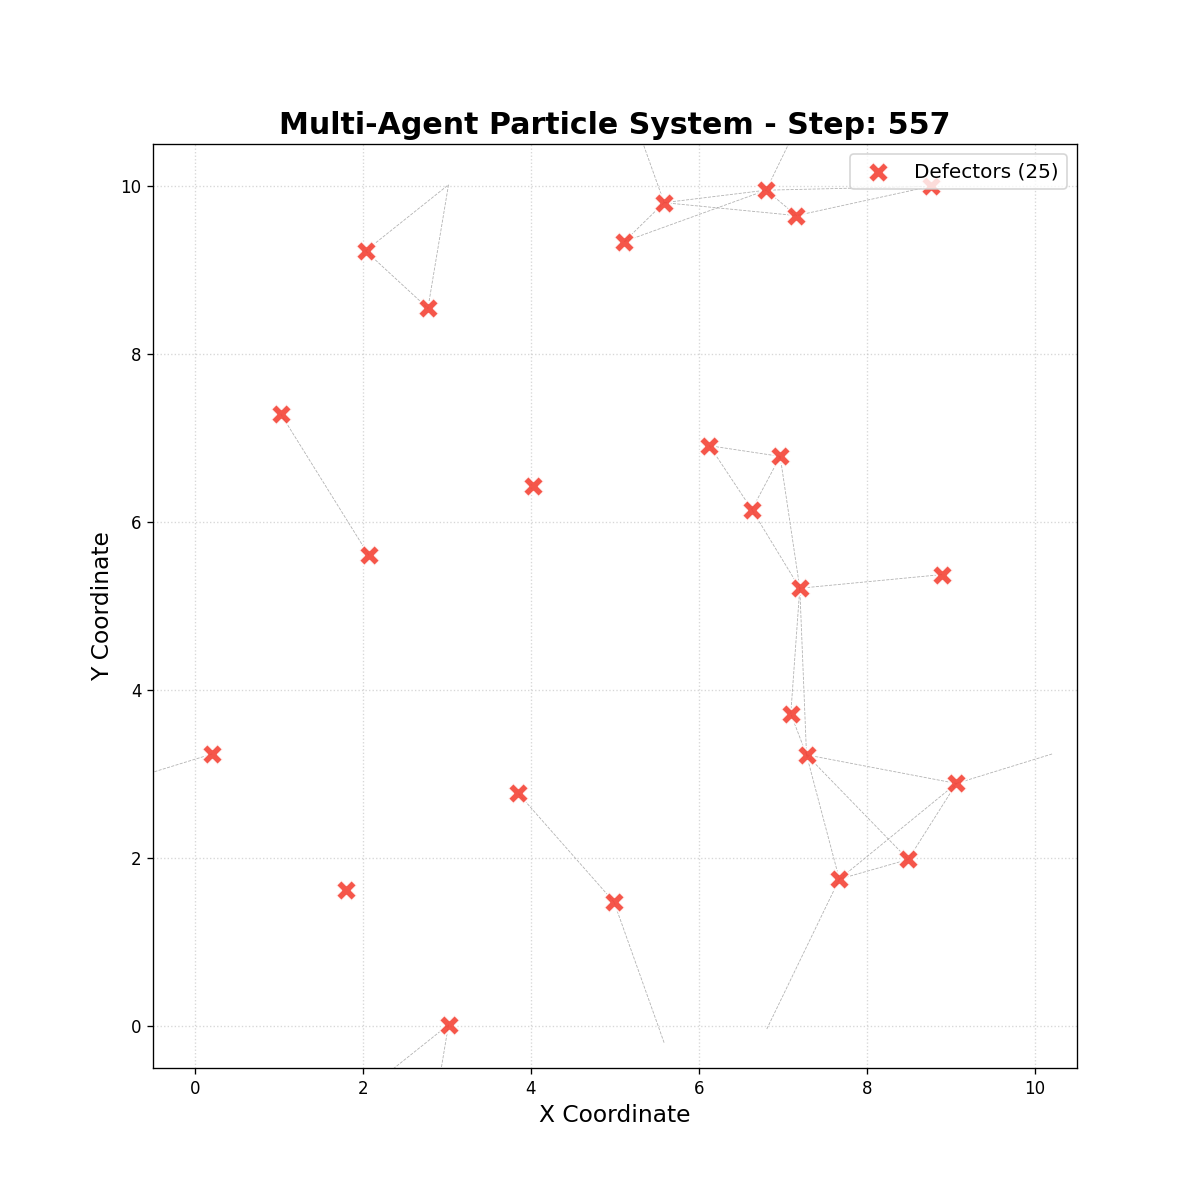 Multi-Agent Particle System - Step: 557
Defectors (25)
10
8
6
4
2
0
Y Coordinate
0 2 4 6 8 10
X Coordinate